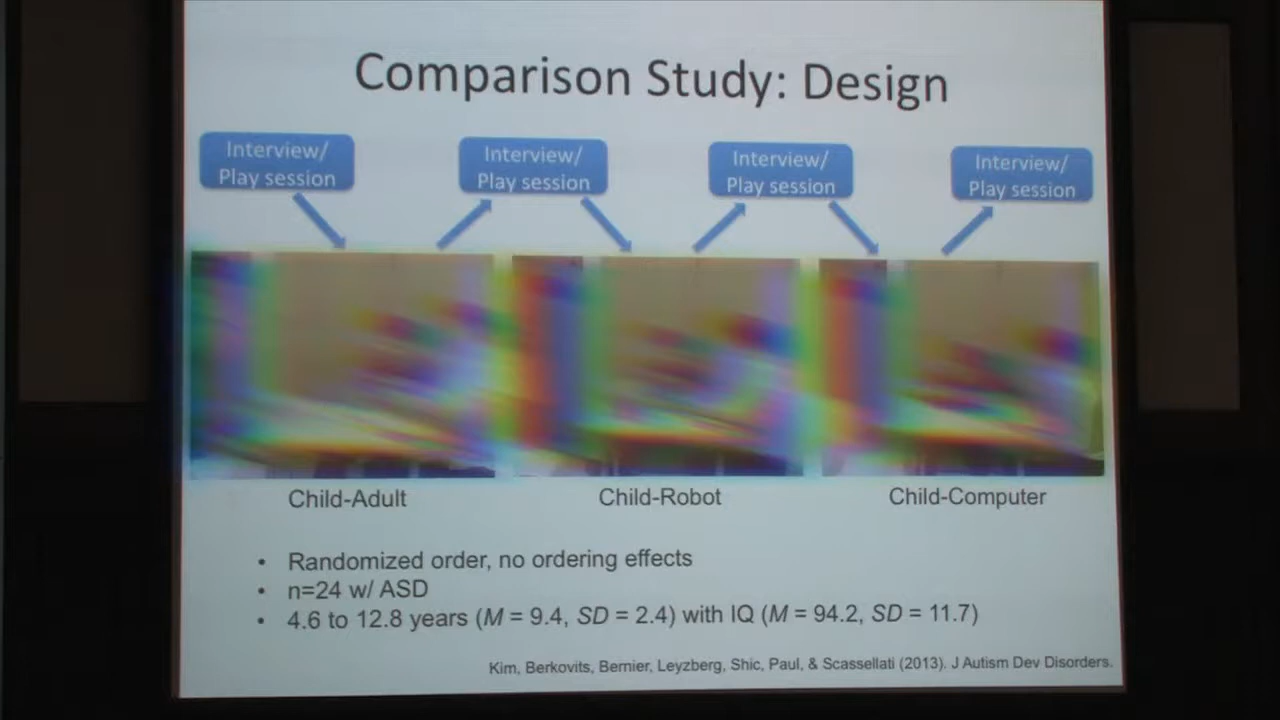 Comparison Study: Design
Interview/
Play session
Interview/
Play session
Interview/
Play session
Interview/
Play session
Child-Adult
Child-Robot
Child-Computer
• Randomized order, no ordering effects
• n=24 w/ ASD
• 4.6 to 12.8 years (M = 9.4, SD = 2.4) with IQ (M = 94.2, SD = 11.7)
Kim, Berkovits, Bernier, Leyzberg, Shic, Paul, & Scassellati (2013). J Autism Dev Disorders.